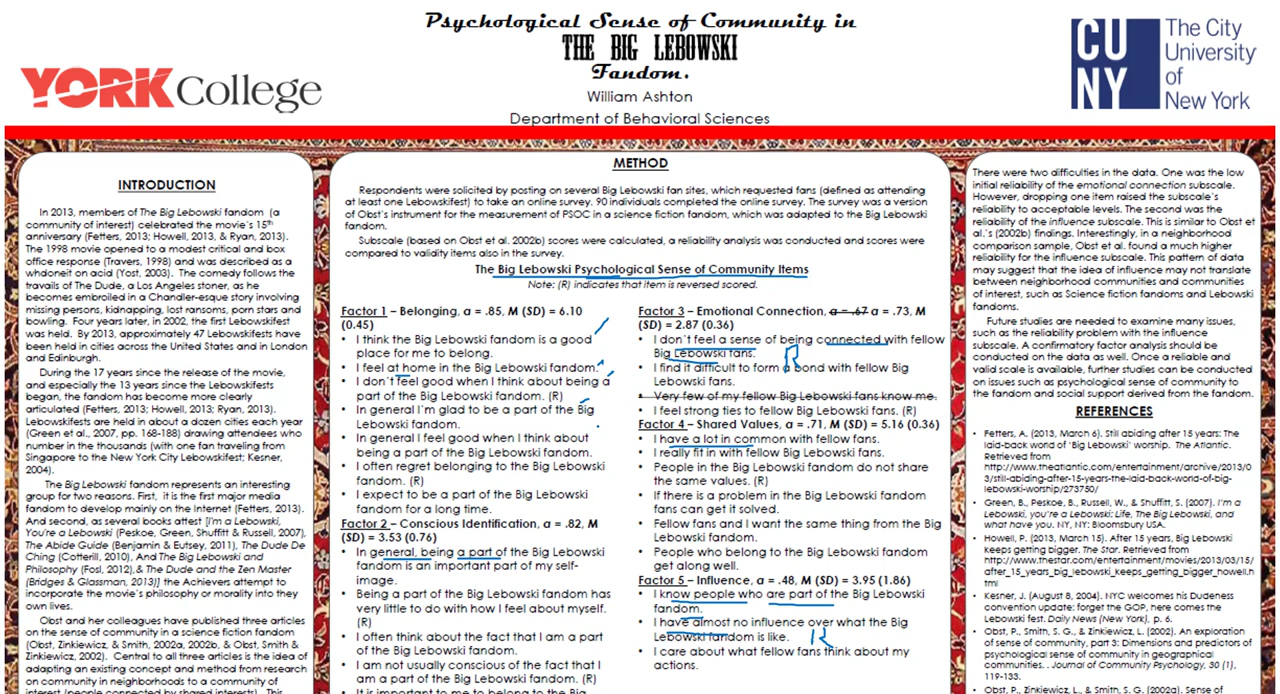 Psychological Sense of Community in
THE BIG LEBOWSKI
Fandom.
William Ashton
Department of Behavioral Sciences
YORK College
CU
NY
The City
University
of
New York
INTRODUCTION
In 2013, members of The Big Lebowski fandom (a
community of interest) celebrated the movie's 15th
anniversary (Fetters, 2013; Howell, 2013, & Ryan, 2013).
The 1998 movie opened to a modest critical and box
office response (Travers, 1998) and was described as a
whdoneit on acid (Yost, 2003). The comedy follows the
travails of The Dude, a Los Angeles stoner, as he
becomes embroiled in a Chandler-esque story involving
missing persons, kidnapping, lost ransoms, porn stars and
bowling. Four years later, in 2002, the first Lebowskifest
was held. By 2013, approximately 47 Lebowskifests have
been held in cities across the United States and in London
and Edinburgh.
During the 17 years since the release of the movie,
and especially the 13 years since the Lebowskifests
began, the fandom has become more clearly
articulated (Fetters, 2013; Howell, 2013; Ryan, 2013).
Lebowskifests are held in about a dozen cities each year
(Green et al., 2007, pp. 168-188) drawing attendees who
number in the thousands (with one fan traveling from
Singapore to the New York City Lebowskifest; Kesner,
2004).
The Big Lebowski fandom represents an interesting
group for two reasons. First, it is the first major media
fandom to develop mainly on the Internet (Fetters, 2013).
And second, as several books attest [I'm a Lebowski,
You're a Lebowski (Peskoe, Green, Shuffitt & Russell, 2007),
The Abide Guide (Benjamin & Eutsey, 2011), The Dude De
Ching (Cotterill, 2010), And The Big Lebowski and
Philosophy (Fosl, 2012),& The Dude and the Zen Master
(Bridges & Glassman, 2013)] the Achievers attempt to
incorporate the movie's philosophy or morality into they
own lives.
Obst and her colleagues have published three articles
on the sense of community in a science fiction fandom
(Obst, Zinkiewicz, & Smith, 2002a, 2002b, & Obst, Smith &
Zinkiewicz, 2002). Central to all three articles is the idea of
adapting an existing concept and method from research
on community in neighborhoods to a community of
interest (people connected by shared interests). This
METHOD
Respondents were solicited by posting on several Big Lebowski fan sites, which requested fans (defined as attending
at least one Lebowskifest) to take an online survey. 90 individuals completed the online survey. The survey was a version
of Obst's instrument for the measurement of PSOC in a science fiction fandom, which was adapted to the Big Lebowski
fandom.
Subscale (based on Obst et al. 2002b) scores were calculated, a reliability analysis was conducted and scores were
compared to validity items also in the survey.
The Big Lebowski Psychological Sense of Community Items
Note: (R) indicates that item is reversed scored.
Factor 1 – Belonging, α = .85, M (SD) = 6.10
(0.45)
• I think the Big Lebowski fandom is a good
place for me to belong.
• I feel at home in the Big Lebowski fandom.
• I don't feel good when I think about being a
part of the Big Lebowski fandom. (R)
• In general I'm glad to be a part of the Big
Lebowski fandom.
• In general I feel good when I think about
being a part of the Big Lebowski fandom.
• I often regret belonging to the Big Lebowski
fandom. (R)
• I expect to be a part of the Big Lebowski
fandom for a long time.
Factor 2 – Conscious Identification, α = .82, M
(SD) = 3.53 (0.76)
• In general, being a part of the Big Lebowski
fandom is an important part of my self-
image.
• Being a part of the Big Lebowski fandom has
very little to do with how I feel about myself.
(R)
• I often think about the fact that I am a part
of the Big Lebowski fandom.
• I am not usually conscious of the fact that I
am a part of the Big Lebowski fandom. (R)
• It is important to me to belong to the Big
Factor 3 – Emotional Connection, α = .67 α = .73, M
(SD) = 2.87 (0.36)
• I don't feel a sense of being connected with fellow
Big Lebowski fans.
R
• I find it difficult to form a bond with fellow Big
Lebowski fans.
• Very few of my fellow Big Lebowski fans know me.
• I feel strong ties to fellow Big Lebowski fans. (R)
Factor 4 – Shared Values, α = .71, M (SD) = 5.16 (0.36)
• I have a lot in common with fellow fans.
• I really fit in with fellow Big Lebowski fans.
• People in the Big Lebowski fandom do not share
the same values. (R)
• If there is a problem in the Big Lebowski fandom
fans can get it solved.
• Fellow fans and I want the same thing from the Big
Lebowski fandom.
• People who belong to the Big Lebowski fandom
get along well.
Factor 5 – Influence, α = .48, M (SD) = 3.95 (1.86)
• I know people who are part of the Big Lebowski
fandom.
• I have almost no influence over what the Big
Lebowski fandom is like.
R
• I care about what fellow fans think about my
actions.
There were two difficulties in the data. One was the low
initial reliability of the emotional connection subscale.
However, dropping one item raised the subscale's
reliability to acceptable levels. The second was the
reliability of the influence subscale. This is similar to Obst et
al.'s (2002b) findings. Interestingly, in a neighborhood
comparison sample, Obst et al. found a much higher
reliability for the influence subscale. This pattern of data
may suggest that the idea of influence may not translate
between neighborhood communities and communities
of interest, such as Science fiction fandoms and Lebowski
fandoms.
Future studies are needed to examine many issues,
such as the reliability problem with the influence
subscale. A confirmatory factor analysis should be
conducted on the data as well. Once a reliable and
valid scale is available, further studies can be conducted
on issues such as psychological sense of community to
the fandom and social support derived from the fandom.
REFERENCES
• Fetters, A. (2013, March 6). Still abiding after 15 years: The
laid-back world of 'Big Lebowski' worship. The Atlantic.
Retrieved from
http://www.theatlantic.com/entertainment/archive/2013/0
3/still-abiding-after-15-years-the-laid-back-world-of-big-
lebowski-worship/273750/
• Green, B., Peskoe, B., Russell, W., & Shuffitt, S. (2007). I'm a
Lebowski, you're a Lebowski: Life, The Big Lebowski, and
what have you. NY, NY: Bloomsbury USA.
• Howell, P. (2013, March 15). After 15 years, Big Lebowski
keeps getting bigger. The Star. Retrieved from
http://www.thestar.com/entertainment/movies/2013/03/15/
after_15_years_big_lebowski_keeps_getting_bigger_howell.h
tml
• Kesner, J. (August 8, 2004). NYC welcomes his Dudeness
convention update: forget the GOP, here comes the
Lebowski fest. Daily News (New York), p. 6.
• Obst, P., Smith, S. G., & Zinkiewicz, L. (2002). An exploration
of sense of community, part 3: Dimensions and predictors of
psychological sense of community in geographical
communities. . Journal of Community Psychology, 30 (1),
119-133.
• Obst, P., Zinkiewicz, L., & Smith, S. G. (2002a). Sense of